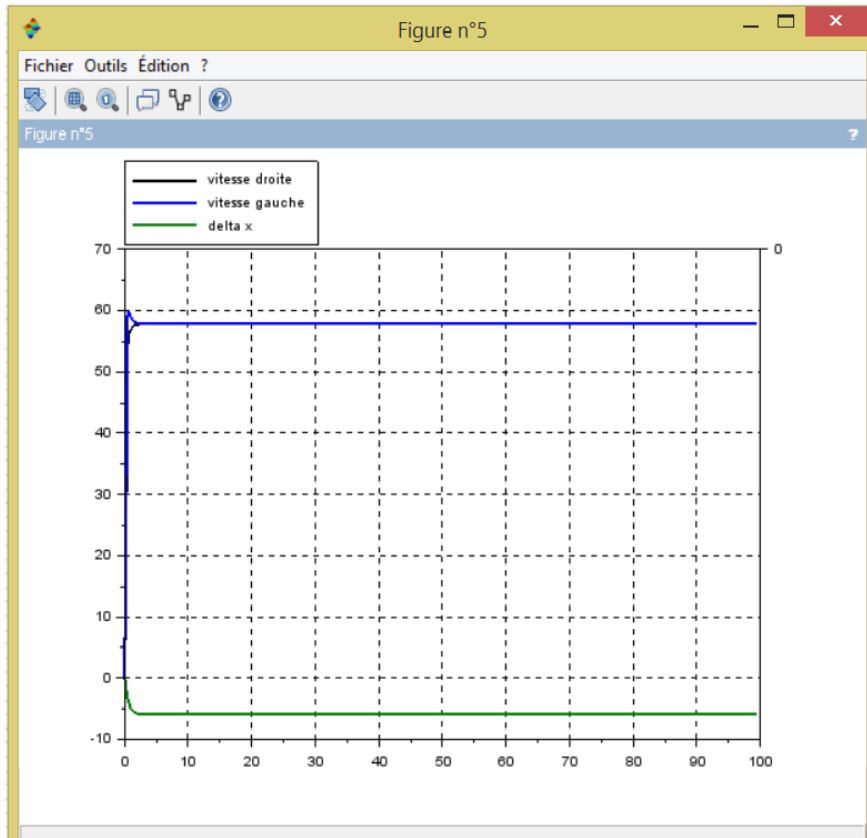 Figure n°5
Fichier Outils Édition ?
Figure n°5 ?
vitesse droite
vitesse gauche
delta x
70 0
60
50
40
30
20
10
0
-10
0 10 20 30 40 50 60 70 80 90 100